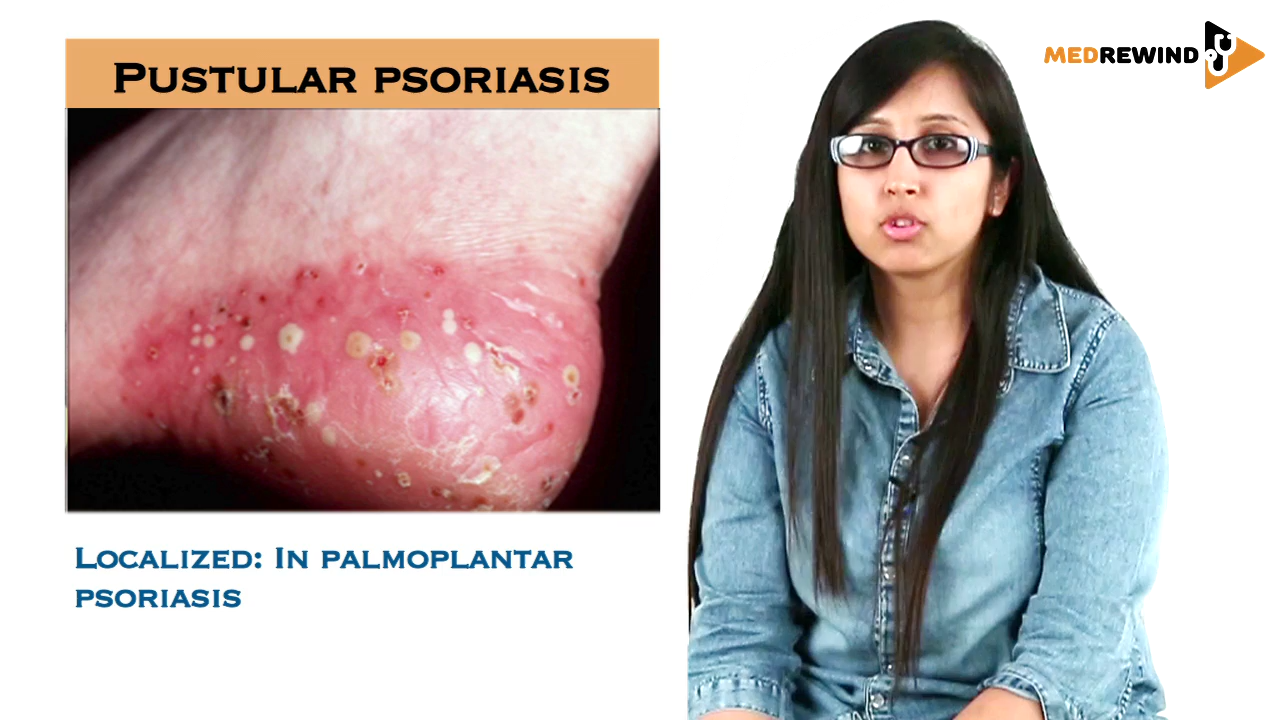 PUSTULAR PSORIASIS
MEDREWIND
LOCALIZED: IN PALMOPLANTAR
PSORIASIS